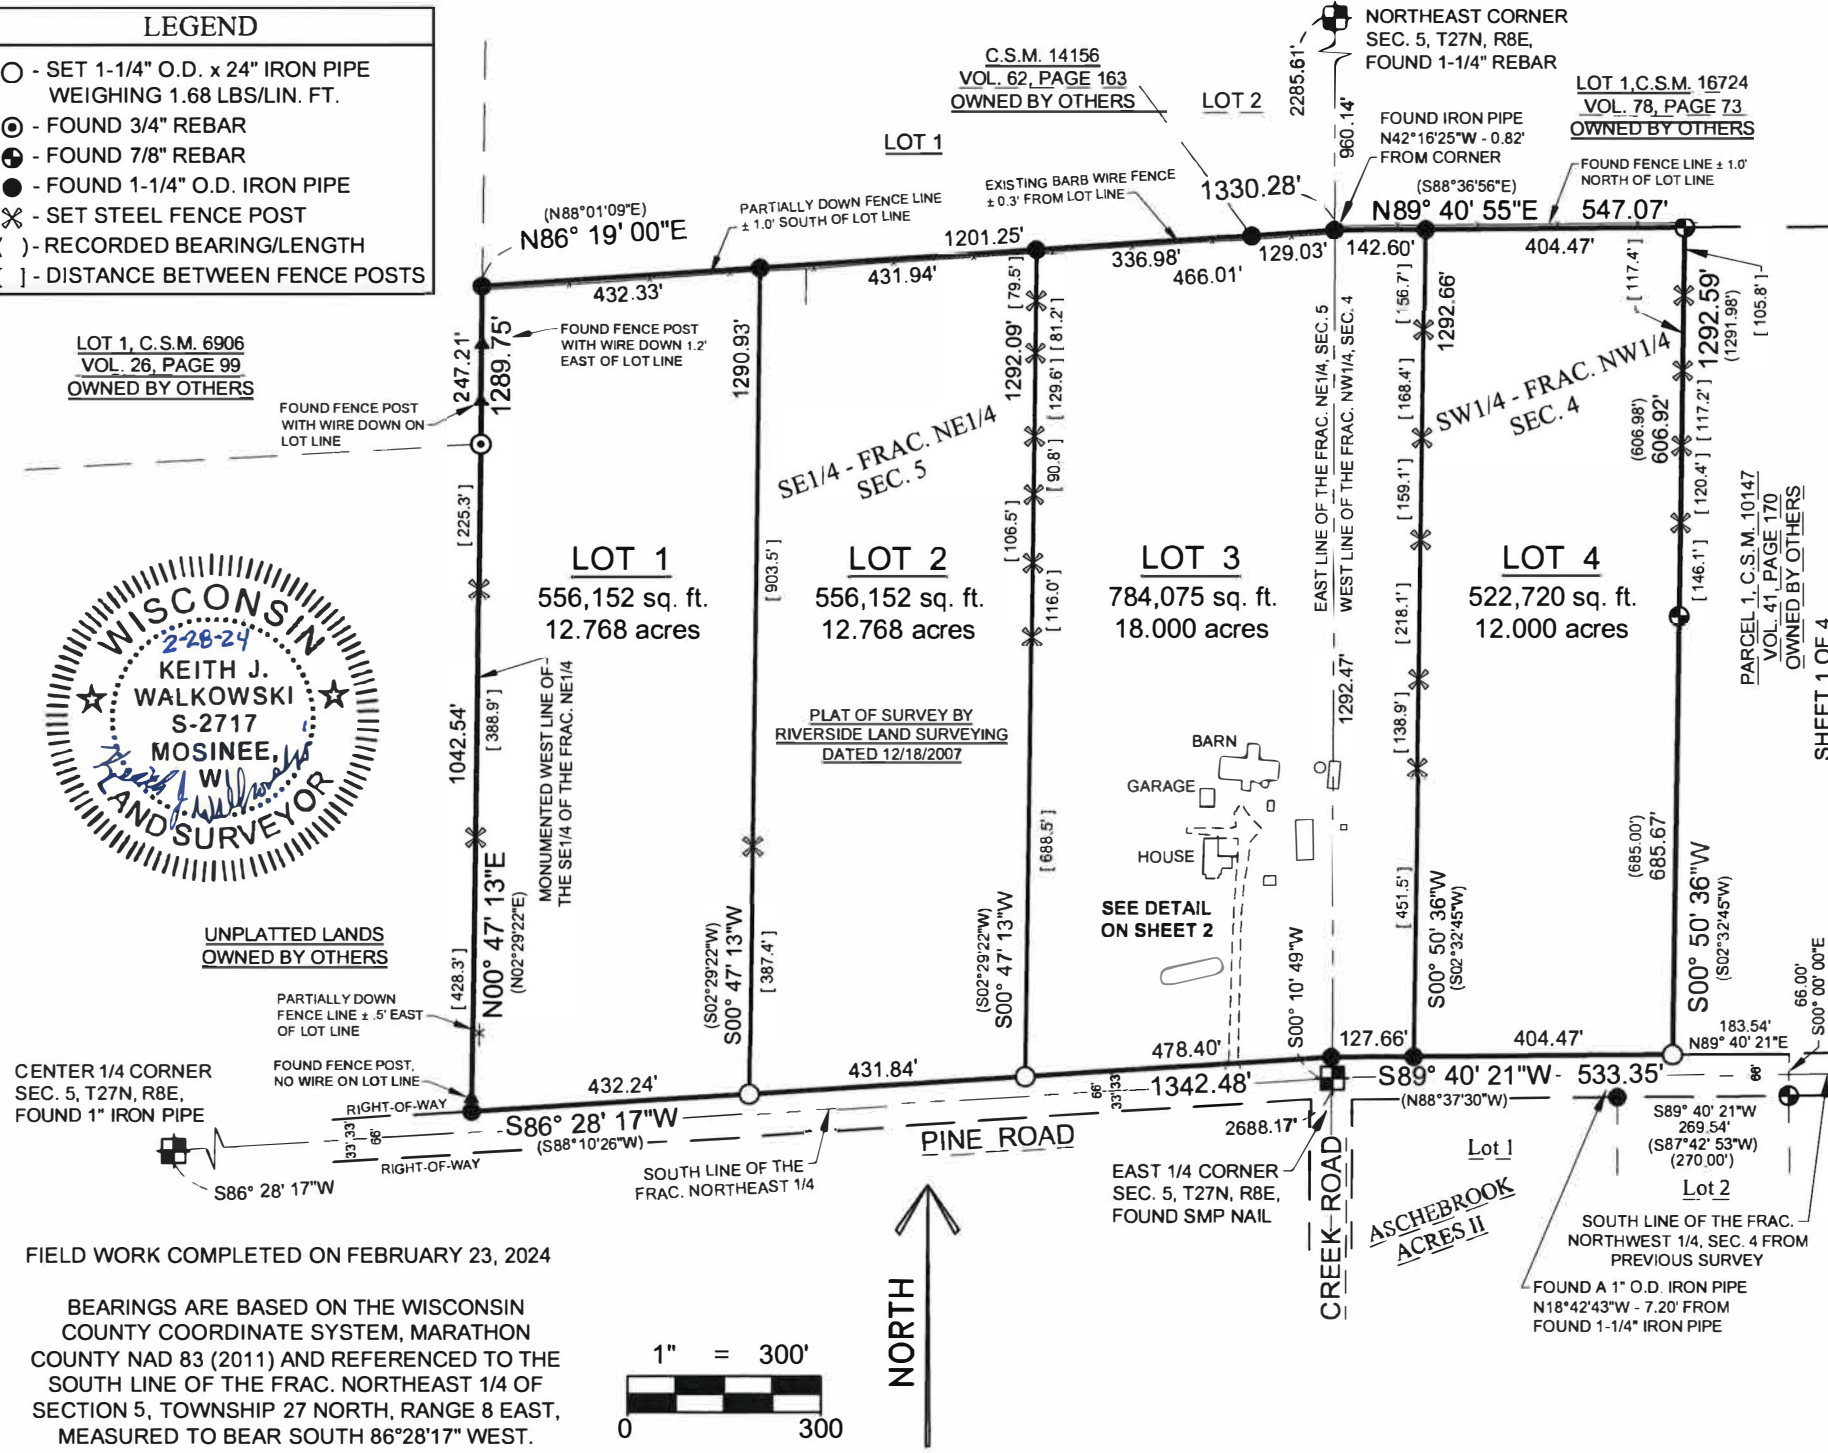 LEGEND
- SET 1-1/4" O.D. x 24" IRON PIPE
WEIGHING 1.68 LBS/LIN. FT.
- FOUND 3/4" REBAR
- FOUND 7/8" REBAR
- FOUND 1-1/4" O.D. IRON PIPE
- SET STEEL FENCE POST
( ) - RECORDED BEARING/LENGTH
[ ] - DISTANCE BETWEEN FENCE POSTS
NORTHEAST CORNER
SEC. 5, T27N, R8E,
FOUND 1-1/4" REBAR
2285.61'
960.14'
C.S.M. 14156
VOL. 62, PAGE 163
OWNED BY OTHERS
LOT 2
LOT 1
LOT 1, C.S.M. 16724
VOL. 78, PAGE 73
OWNED BY OTHERS
FOUND IRON PIPE
N42°16'25"W - 0.82'
FROM CORNER
FOUND FENCE LINE ± 1.0'
NORTH OF LOT LINE
(N88°01'09"E)
N86° 19' 00"E
PARTIALLY DOWN FENCE LINE
± 1.0' SOUTH OF LOT LINE
EXISTING BARB WIRE FENCE
± 0.3' FROM LOT LINE
1330.28'
(S88°36'56"E)
N89° 40' 55"E 547.07'
1201.25'
432.33'
431.94'
336.98'
466.01'
129.03'
142.60'
404.47'
LOT 1, C.S.M. 6906
VOL. 26, PAGE 99
OWNED BY OTHERS
247.21'
1289.75'
FOUND FENCE POST
WITH WIRE DOWN 1.2'
EAST OF LOT LINE
FOUND FENCE POST
WITH WIRE DOWN ON
LOT LINE
1290.93'
1292.09'
[79.5']
[81.2']
[129.6']
[90.8']
[106.5']
[116.0']
[688.5']
SE1/4 - FRAC. NE1/4
SEC. 5
EAST LINE OF THE FRAC. NE1/4, SEC. 5
WEST LINE OF THE FRAC. NW1/4, SEC. 4
1292.47'
[156.7']
1292.66'
[168.4']
[159.1']
[218.1']
[138.9']
[451.5']
SW1/4 - FRAC. NW1/4
SEC. 4
[117.4']
1292.59'
(1291.98')
[105.8']
(606.98')
606.92'
[117.2']
[120.4']
[146.1']
PARCEL 1, C.S.M. 10147
VOL. 41, PAGE 170
OWNED BY OTHERS
SHEET 1 OF 4
[225.3']
[903.5']
LOT 1
556,152 sq. ft.
12.768 acres
LOT 2
556,152 sq. ft.
12.768 acres
LOT 3
784,075 sq. ft.
18.000 acres
LOT 4
522,720 sq. ft.
12.000 acres
WISCONSIN
2-28-24
KEITH J.
WALKOWSKI
S-2717
MOSINEE,
WI
LAND SURVEYOR
Keith J Walkowski
1042.54'
[388.9']
MONUMENTED WEST LINE OF
THE SE1/4 OF THE FRAC. NE1/4
PLAT OF SURVEY BY
RIVERSIDE LAND SURVEYING
DATED 12/18/2007
BARN
GARAGE
HOUSE
SEE DETAIL
ON SHEET 2
(685.00')
685.67'
UNPLATTED LANDS
OWNED BY OTHERS
[428.3']
N00° 47' 13"E
(N02°29'22"E)
(S02°29'22"W)
S00° 47' 13"W
[387.4']
(S02°29'22"W)
S00° 47' 13"W
S00° 10' 49"W
S00° 50' 36"W
(S02°32'45"W)
S00° 50' 36"W
(S02°32'45"W)
66.00'
S00° 00' 00"E
PARTIALLY DOWN
FENCE LINE ± .5' EAST
OF LOT LINE
FOUND FENCE POST,
NO WIRE ON LOT LINE
CENTER 1/4 CORNER
SEC. 5, T27N, R8E,
FOUND 1" IRON PIPE
RIGHT-OF-WAY
33' 33'
66'
RIGHT-OF-WAY
S86° 28' 17"W
432.24'
431.84'
478.40'
127.66'
404.47'
183.54'
N89° 40' 21"E
S86° 28' 17"W
(S88°10'26"W)
66'
33' 33'
1342.48'
S89° 40' 21"W - 533.35'
(N88°37'30"W)
66'
PINE ROAD
SOUTH LINE OF THE
FRAC. NORTHEAST 1/4
2688.17'
EAST 1/4 CORNER
SEC. 5, T27N, R8E,
FOUND SMP NAIL
CREEK ROAD
Lot 1
ASCHEBROOK
ACRES II
S89° 40' 21"W
269.54'
(S87°42' 53"W)
(270.00')
Lot 2
SOUTH LINE OF THE FRAC.
NORTHWEST 1/4, SEC. 4 FROM
PREVIOUS SURVEY
FOUND A 1" O.D. IRON PIPE
N18°42'43"W - 7.20' FROM
FOUND 1-1/4" IRON PIPE
FIELD WORK COMPLETED ON FEBRUARY 23, 2024
BEARINGS ARE BASED ON THE WISCONSIN
COUNTY COORDINATE SYSTEM, MARATHON
COUNTY NAD 83 (2011) AND REFERENCED TO THE
SOUTH LINE OF THE FRAC. NORTHEAST 1/4 OF
SECTION 5, TOWNSHIP 27 NORTH, RANGE 8 EAST,
MEASURED TO BEAR SOUTH 86°28'17" WEST.
1" = 300'
0 300
NORTH